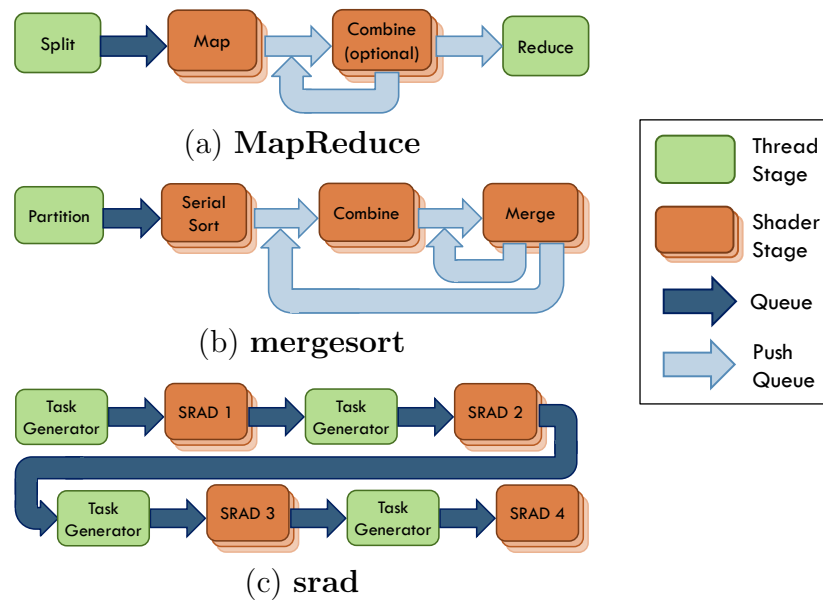 Split
Map
Combine
(optional)
Reduce
(a) MapReduce
Partition
Serial
Sort
Combine
Merge
(b) mergesort
Task
Generator
SRAD 1
Task
Generator
SRAD 2
Task
Generator
SRAD 3
Task
Generator
SRAD 4
(c) srad
Thread
Stage
Shader
Stage
Queue
Push
Queue